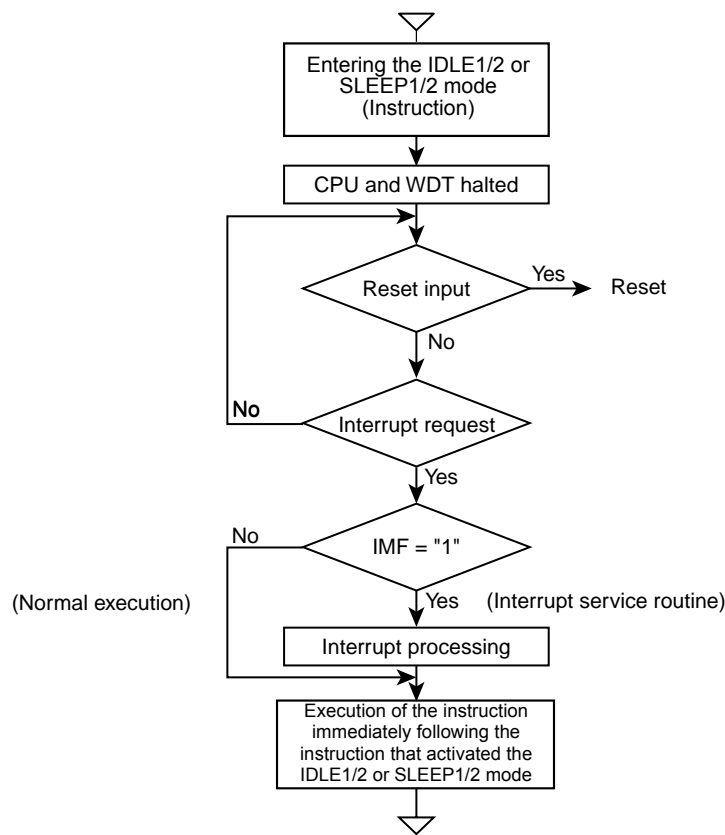 Entering the IDLE1/2 or
SLEEP1/2 mode
(Instruction)
CPU and WDT halted
Reset input
Yes
Reset
No
No
Interrupt request
Yes
No
IMF = "1"
(Normal execution)
Yes
(Interrupt service routine)
Interrupt processing
Execution of the instruction
immediately following the
instruction that activated the
IDLE1/2 or SLEEP1/2 mode